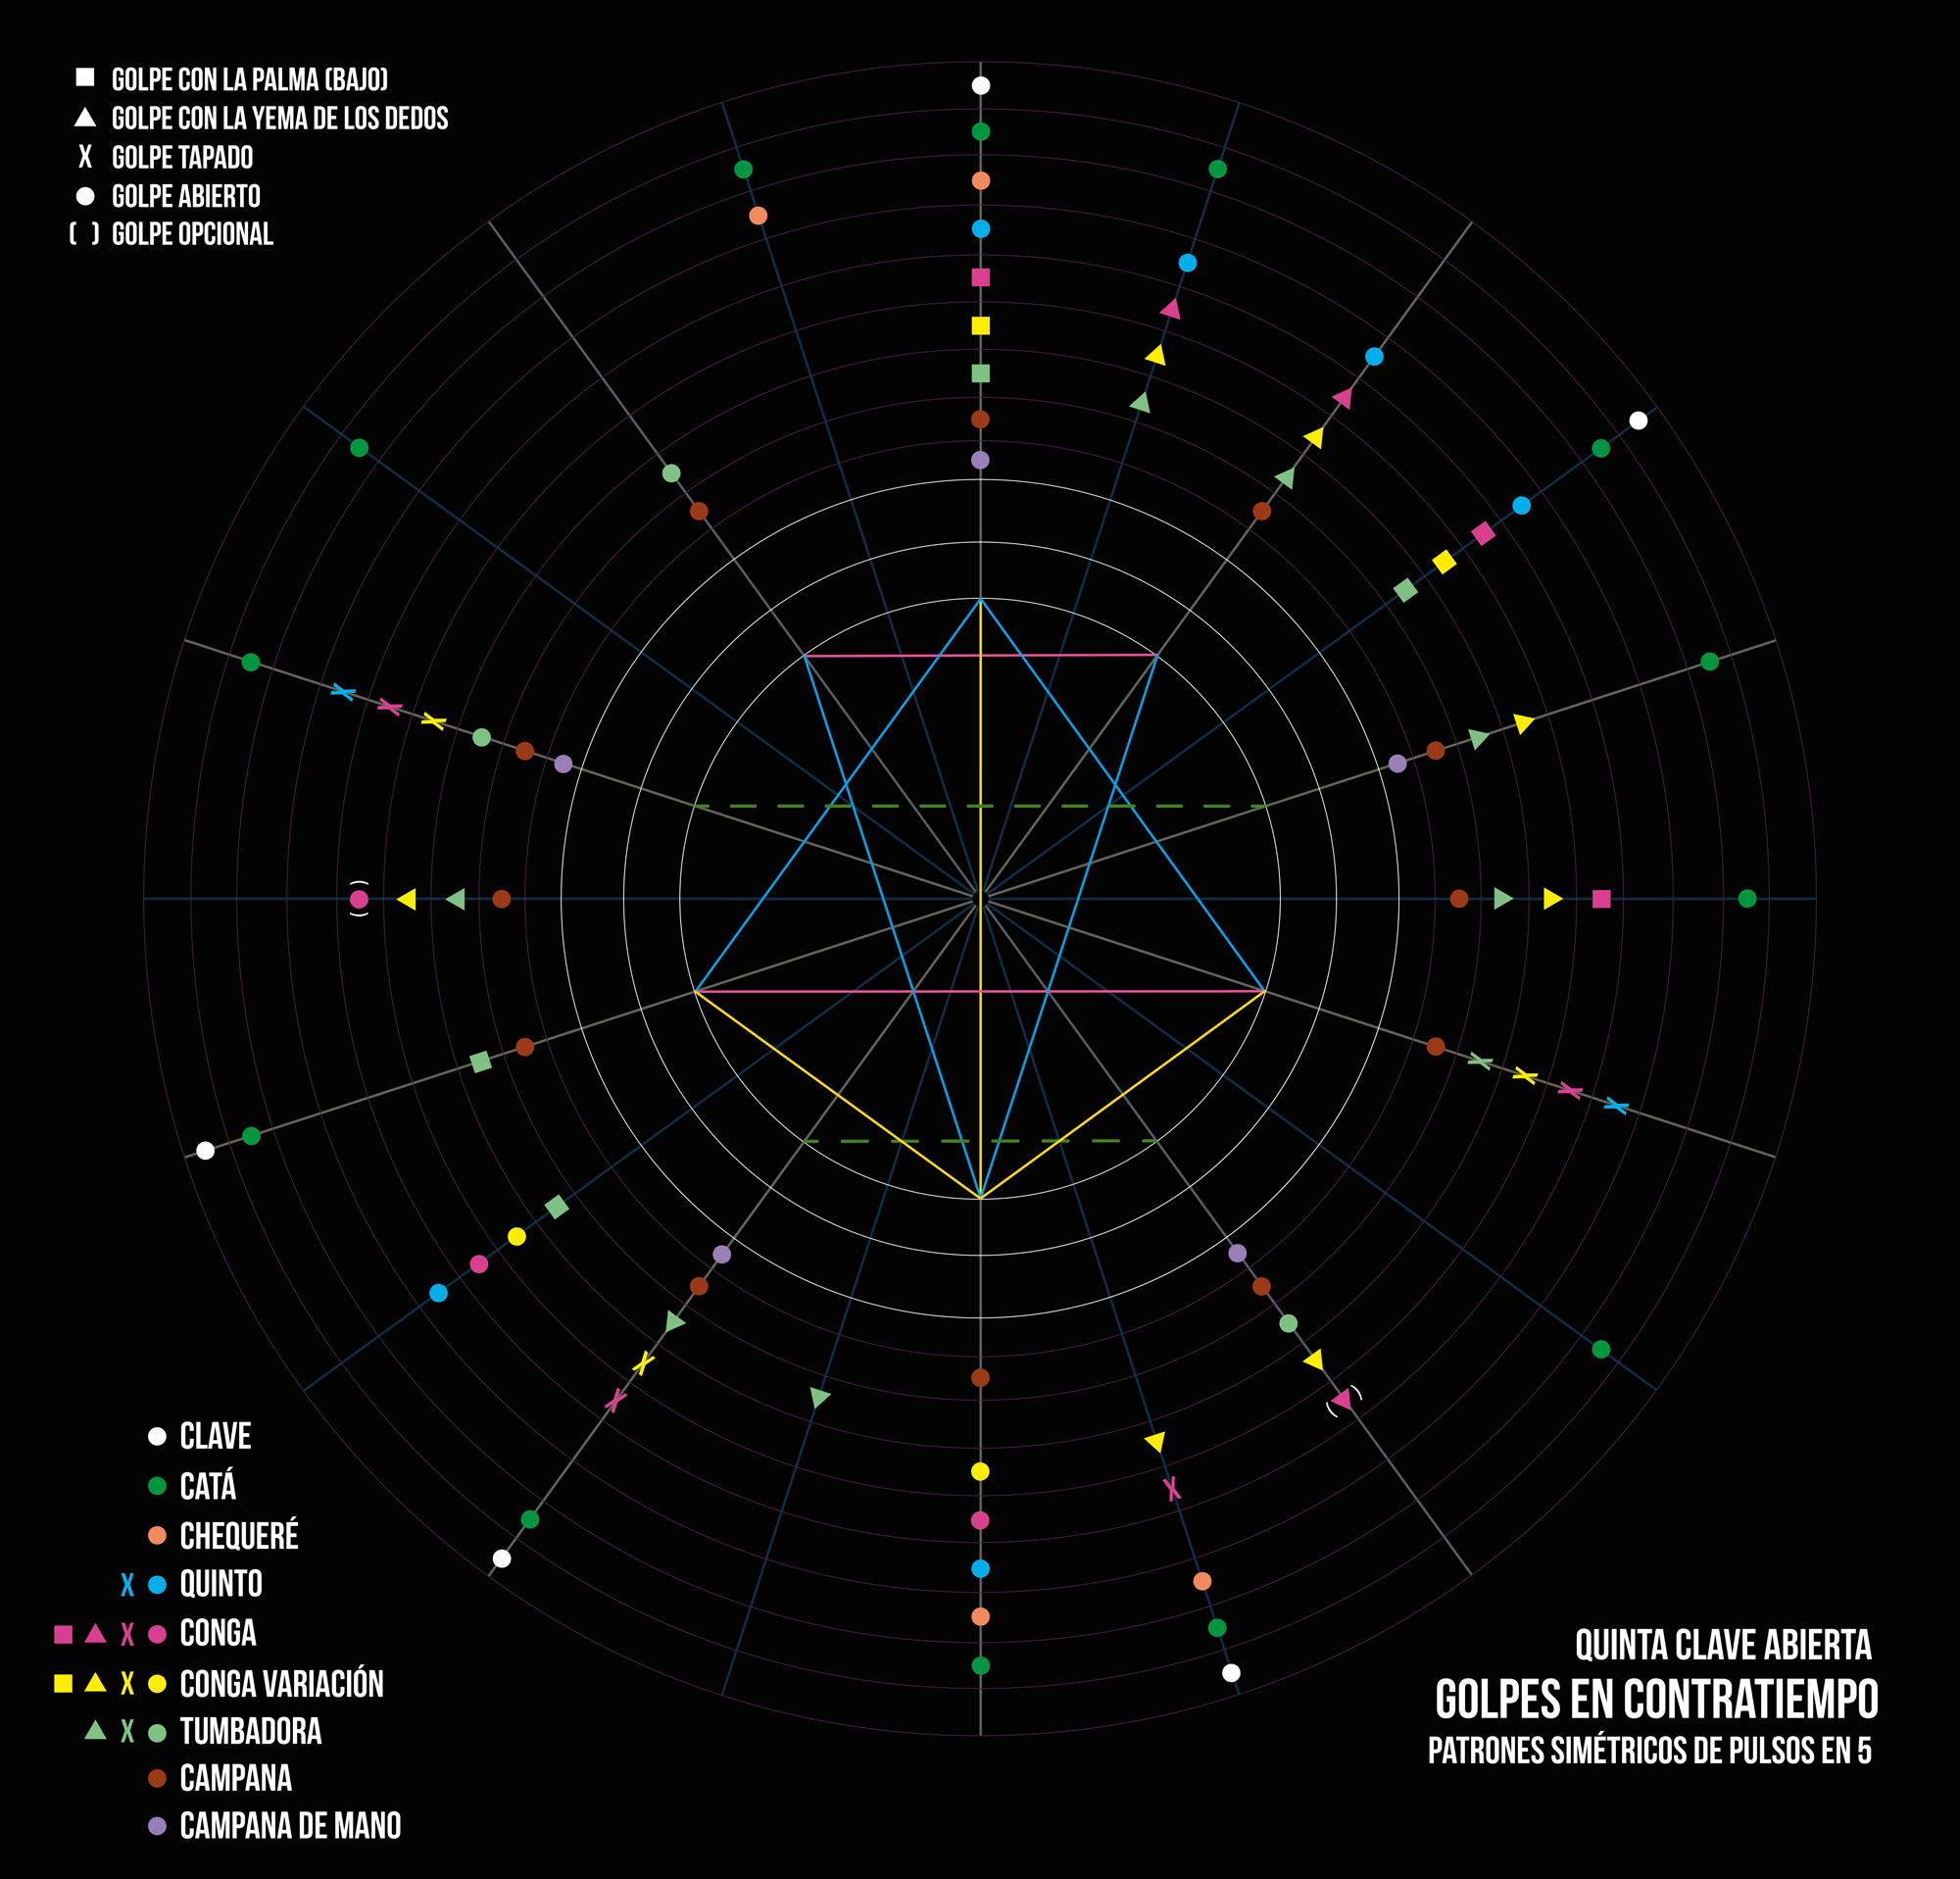 GOLPE CON LA PALMA (BAJO)
GOLPE CON LA YEMA DE LOS DEDOS
X GOLPE TAPADO
GOLPE ABIERTO
( ) GOLPE OPCIONAL
CLAVE
CATÁ
CHEQUERÉ
X QUINTO
X CONGA
X CONGA VARIACIÓN
X TUMBADORA
CAMPANA
CAMPANA DE MANO
QUINTA CLAVE ABIERTA
GOLPES EN CONTRATIEMPO
PATRONES SIMÉTRICOS DE PULSOS EN 5